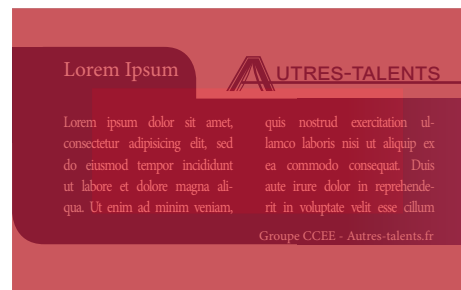 Lorem Ipsum
AUTRES-TALENTS
Lorem ipsum dolor sit amet,
consectetur adipisicing elit, sed
do eiusmod tempor incididunt
ut labore et dolore magna ali-
qua. Ut enim ad minim veniam,
quis nostrud exercitation ul-
lamco laboris nisi ut aliquip ex
ea commodo consequat. Duis
aute irure dolor in reprehende-
rit in voluptate velit esse cillum
Groupe CCEE - Autres-talents.fr